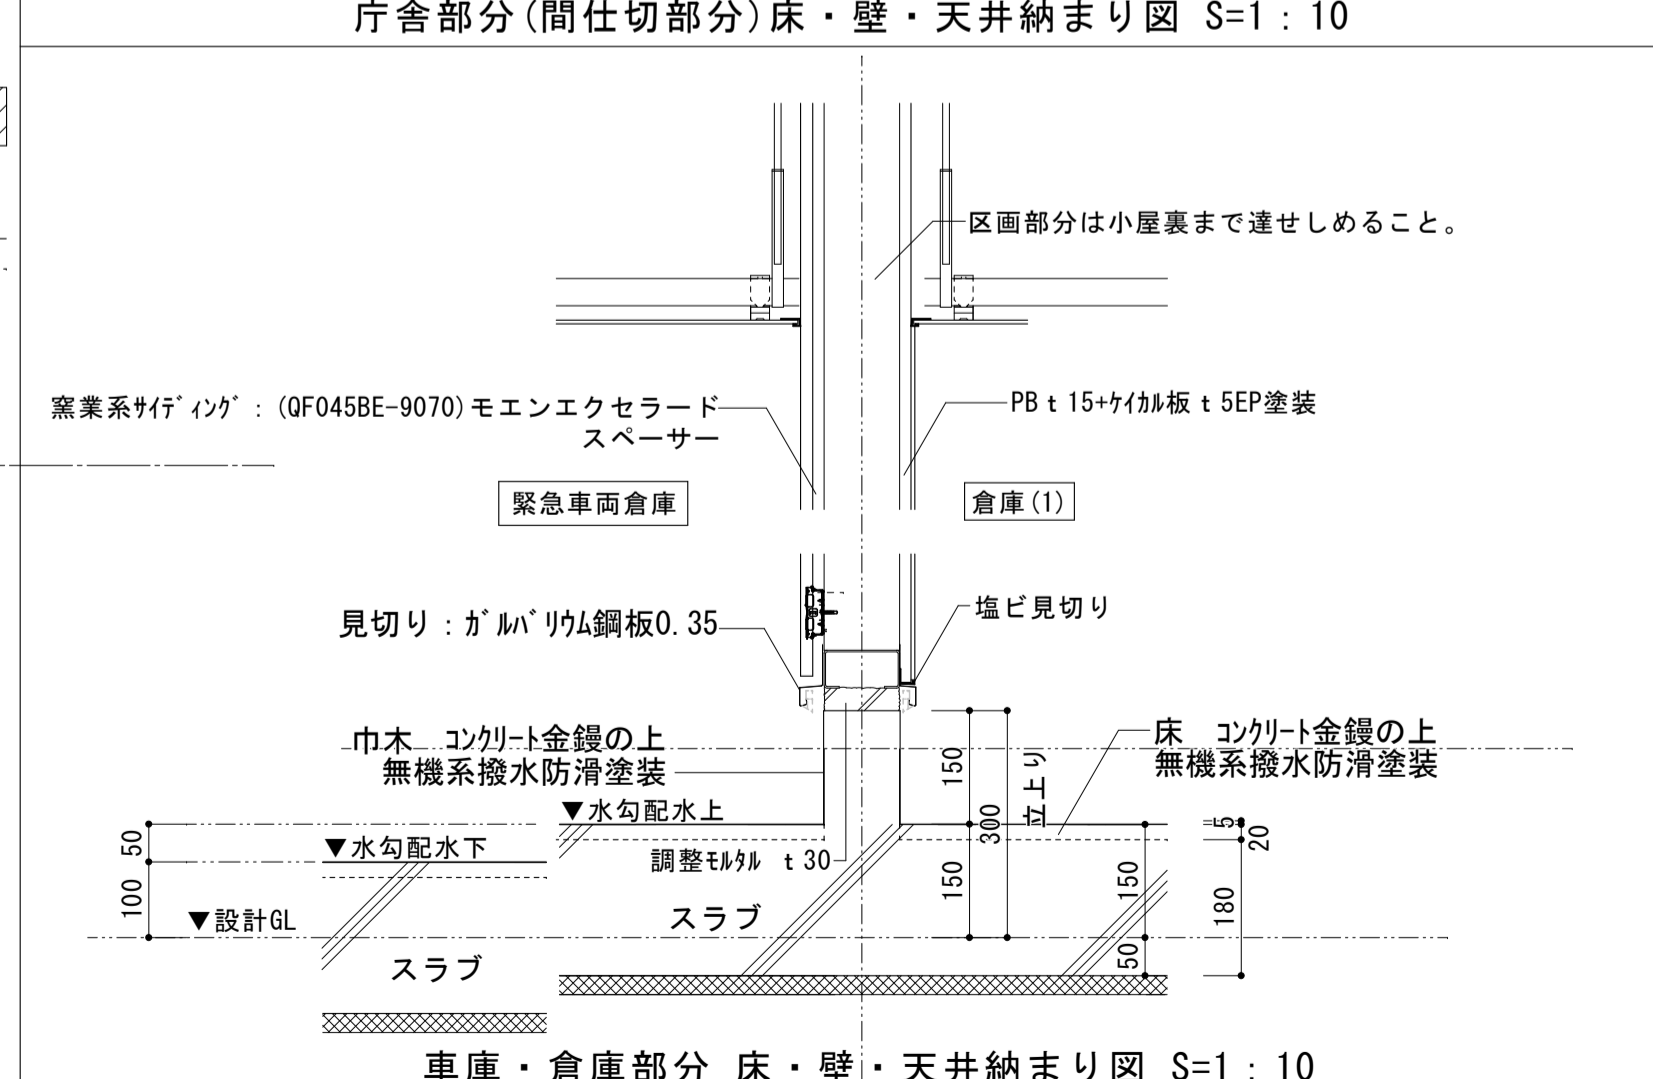 庁舎部分(間仕切部分)床・壁・天井納まり図 S=1：10
区画部分は小屋裏まで達せしめること。
窯業系ｻｲﾃﾞｨﾝｸﾞ：(QF045BE-9070)モエンエクセラード
スペーサー
PBｔ15+ｹｲｶﾙ板ｔ5EP塗装
緊急車両倉庫
倉庫(1)
見切り：ｶﾞﾙﾊﾞﾘｳﾑ鋼板0.35
塩ビ見切り
巾木　ｺﾝｸﾘｰﾄ金鏝の上
無機系撥水防滑塗装
床　ｺﾝｸﾘｰﾄ金鏝の上
無機系撥水防滑塗装
150
300
立上り
▼水勾配水上
▼水勾配水下
調整ﾓﾙﾀﾙ　ｔ30
50
100
▼設計GL
スラブ
スラブ
150
150
50
5
20
180
車庫・倉庫部分 床・壁・天井納まり図 S=1：10